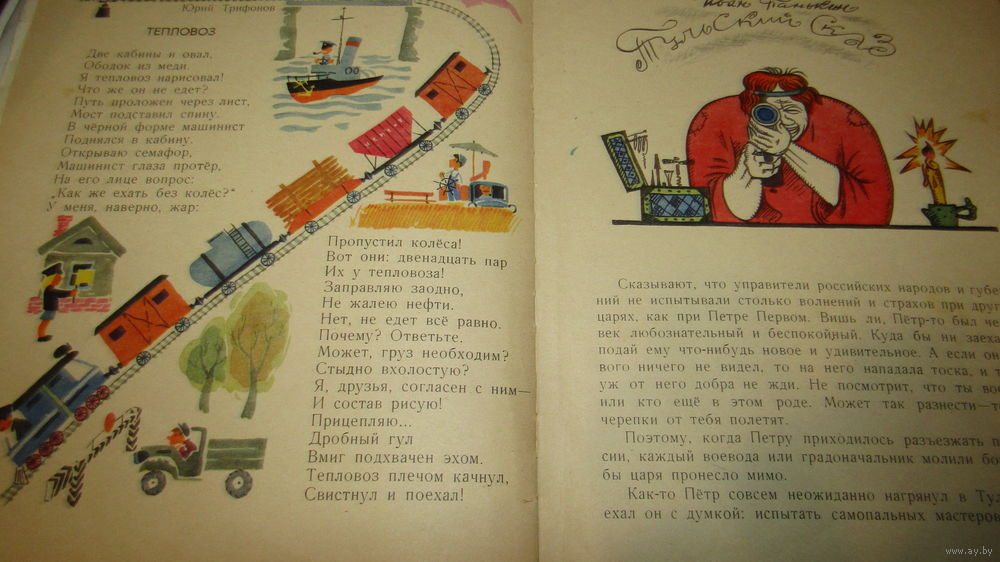 Юрий Трифонов
ТЕПЛОВОЗ
Две кабины и овал,
Ободок из меди.
Я тепловоз нарисовал!
Что же он не едет?
Путь проложен через лист,
Мост подставил спину.
В чёрной форме машинист
Поднялся в кабину.
Открываю семафор,
Машинист глаза протёр,
На его лице вопрос:
"Как же ехать без колёс?"
У меня, наверно, жар:
Пропустил колёса!
Вот они: двенадцать пар
Их у тепловоза!
Заправляю заодно,
Не жалею нефти.
Нет, не едет всё равно.
Почему? Ответьте.
Может, груз необходим?
Стыдно вхолостую?
Я, друзья, согласен с ним—
И состав рисую!
Прицепляю...
Дробный гул
Вмиг подхвачен эхом.
Тепловоз плечом качнул,
Свистнул и поехал!
Иван Панькин
Тульский сказ
Сказывают, что управители российских народов и губе
ний не испытывали столько волнений и страхов при друг
царях, как при Петре Первом. Вишь ли, Пётр-то был че
век любознательный и беспокойный. Куда бы ни заеха
подай ему что-нибудь новое и удивительное. А если он
вого ничего не видел, то на него нападала тоска, и т
уж от него добра не жди. Не посмотрит, что ты во
или кто ещё в этом роде. Может так разнести—т
черепки от тебя полетят.
Поэтому, когда Петру приходилось разъезжать п
сии, каждый воевода или градоначальник молили бо
бы царя пронесло мимо.
Как-то Пётр совсем неожиданно нагрянул в Тул
ехал он с думкой: испытать самопальных мастеров
www.ay.by